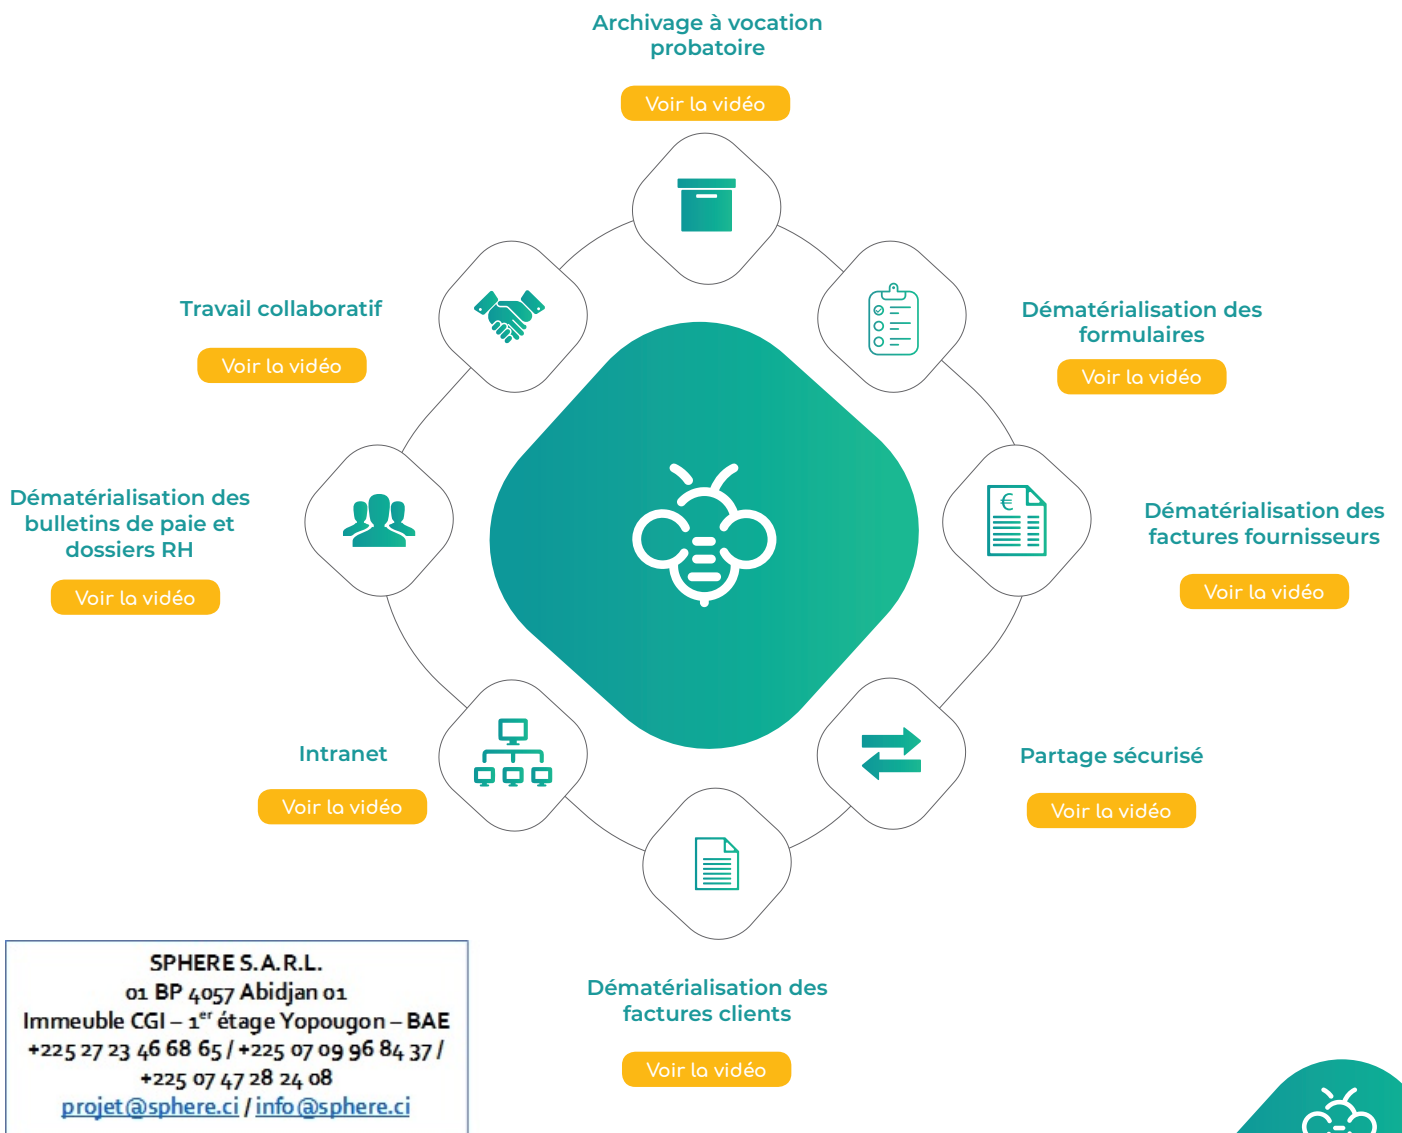 Archivage à vocation
probatoire
Voir la vidéo
Travail collaboratif
Voir la vidéo
Dématérialisation des
formulaires
Voir la vidéo
Dématérialisation des
bulletins de paie et
dossiers RH
Voir la vidéo
€
Dématérialisation des
factures fournisseurs
Voir la vidéo
Intranet
Voir la vidéo
Partage sécurisé
Voir la vidéo
Dématérialisation des
factures clients
Voir la vidéo
SPHERE S.A.R.L.
01 BP 4057 Abidjan 01
Immeuble CGI – 1er étage Yopougon – BAE
+225 27 23 46 68 65 / +225 07 09 96 84 37 /
+225 07 47 28 24 08
projet@sphere.ci / info@sphere.ci